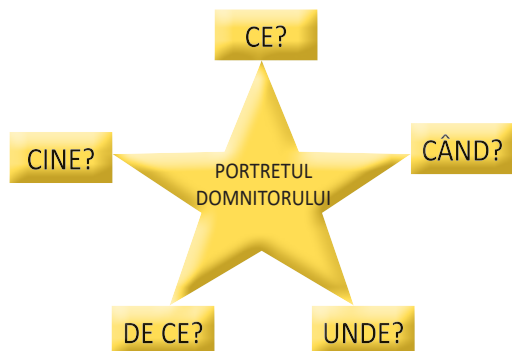 CE?
CINE?
CÂND?
PORTRETUL
DOMNITORULUI
DE CE?
UNDE?